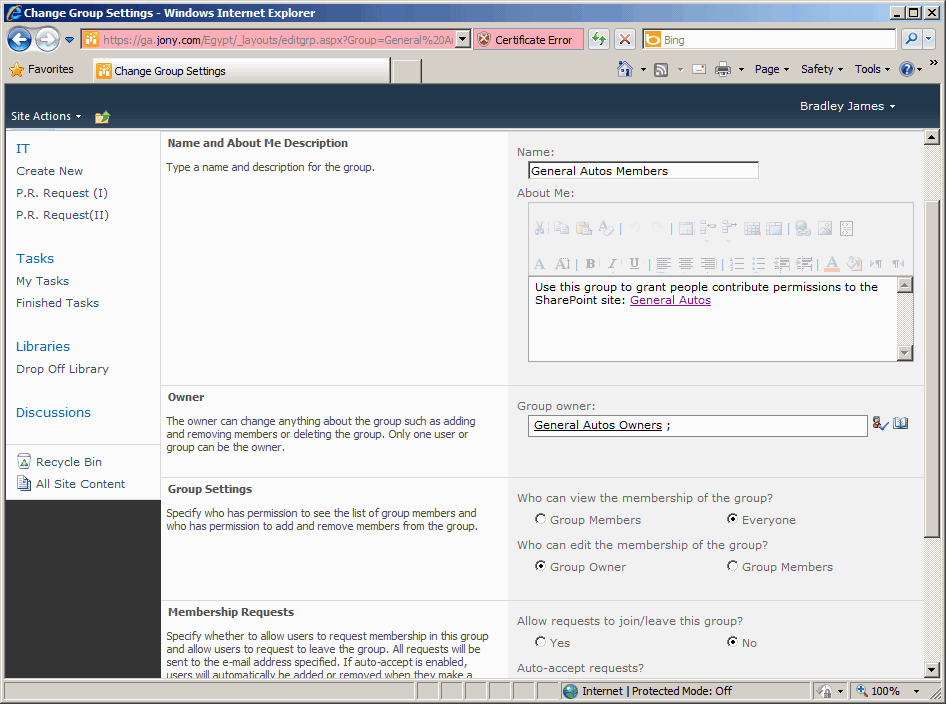 Change Group Settings - Windows Internet Explorer
https://ga.jony.com/Egypt/_layouts/editgrp.aspx?Group=General%20A
Certificate Error
Bing
Favorites
Change Group Settings
Page
Safety
Tools
Site Actions
Bradley James
IT
Create New
P.R. Request (I)
P.R. Request(II)
Tasks
My Tasks
Finished Tasks
Libraries
Drop Off Library
Discussions
Recycle Bin
All Site Content
Name and About Me Description
Type a name and description for the group.
Name:
General Autos Members
About Me:
Use this group to grant people contribute permissions to the
SharePoint site: General Autos
Owner
The owner can change anything about the group such as adding
and removing members or deleting the group. Only one user or
group can be the owner.
Group owner:
General Autos Owners ;
Group Settings
Specify who has permission to see the list of group members and
who has permission to add and remove members from the group.
Who can view the membership of the group?
Group Members
Everyone
Who can edit the membership of the group?
Group Owner
Group Members
Membership Requests
Specify whether to allow users to request membership in this group
and allow users to request to leave the group. All requests will be
sent to the e-mail address specified. If auto-accept is enabled,
users will automatically be added or removed when they make a
Allow requests to join/leave this group?
Yes
No
Auto-accept requests?
Internet | Protected Mode: Off
100%